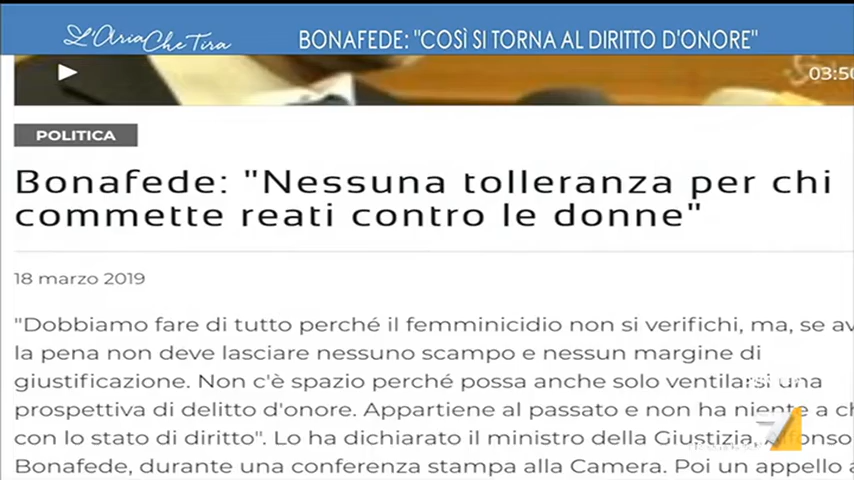 L'Aria Che Tira
BONAFEDE: "COSÌ SI TORNA AL DIRITTO D'ONORE"
03:50
POLITICA
Bonafede: "Nessuna tolleranza per chi
commette reati contro le donne"
18 marzo 2019
"Dobbiamo fare di tutto perché il femminicidio non si verifichi, ma, se av
la pena non deve lasciare nessuno scampo e nessun margine di
giustificazione. Non c'è spazio perché possa anche solo ventilarsi una
prospettiva di delitto d'onore. Appartiene al passato e non ha niente a ch
con lo stato di diritto". Lo ha dichiarato il ministro della Giustizia, Alfonso
Bonafede, durante una conferenza stampa alla Camera. Poi un appello a